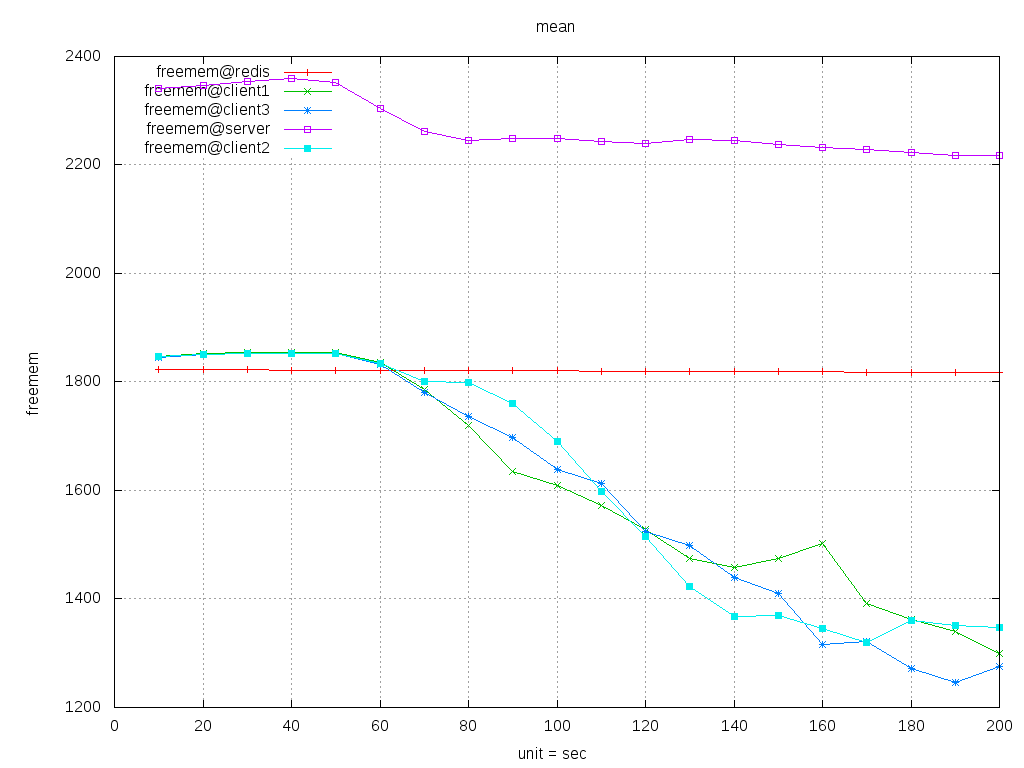 mean
2400
2200
2000
1800
1600
1400
1200
freemem
freemem@redis
freemem@client1
freemem@client3
freemem@server
freemem@client2
0 20 40 60 80 100 120 140 160 180 200
unit = sec